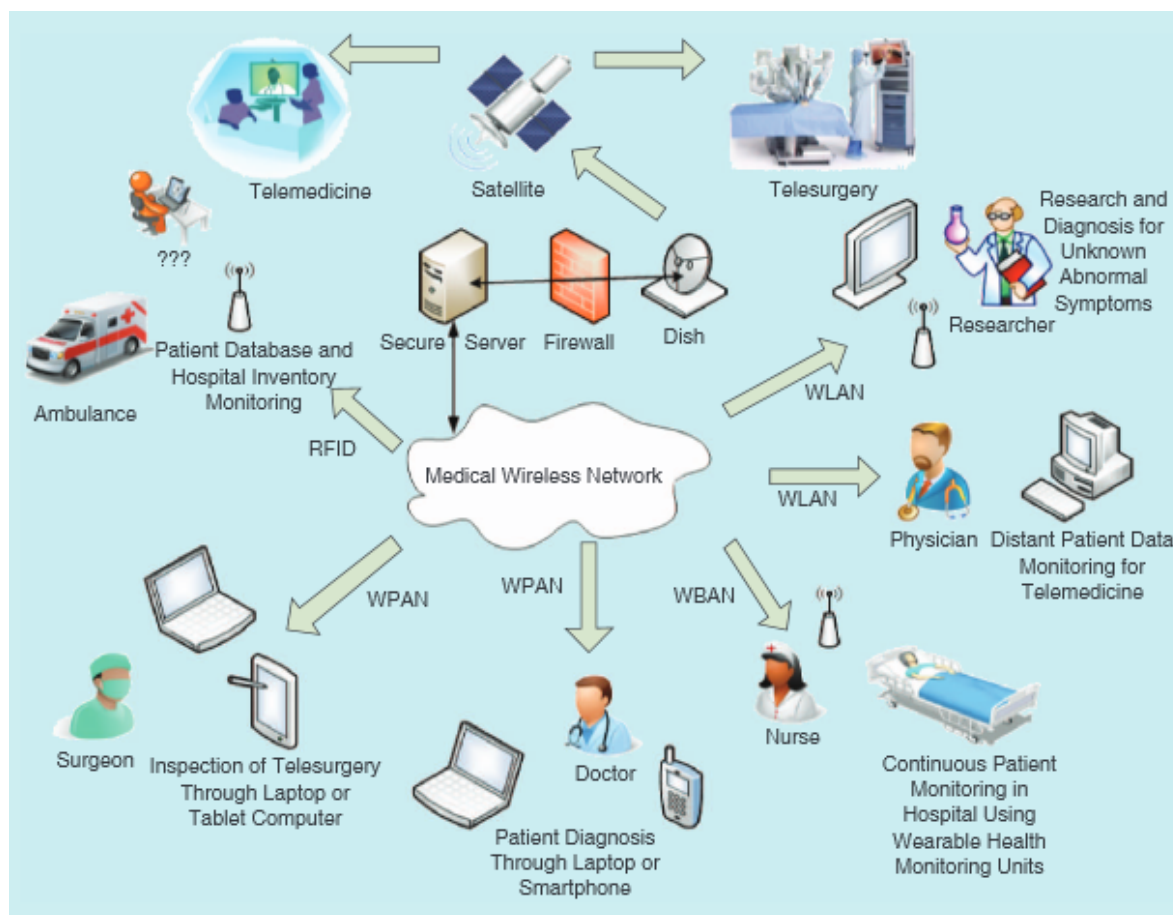 Telemedicine
Satellite
Telesurgery
Research and
Diagnosis for
Unknown
Abnormal
Symptoms
Researcher
???
Secure Server
Firewall
Dish
Ambulance
Patient Database and
Hospital Inventory
Monitoring
RFID
WLAN
Medical Wireless Network
WLAN
Physician
Distant Patient Data
Monitoring for
Telemedicine
WPAN
WPAN
WBAN
Surgeon
Inspection of Telesurgery
Through Laptop or
Tablet Computer
Doctor
Patient Diagnosis
Through Laptop or
Smartphone
Nurse
Continuous Patient
Monitoring in
Hospital Using
Wearable Health
Monitoring Units